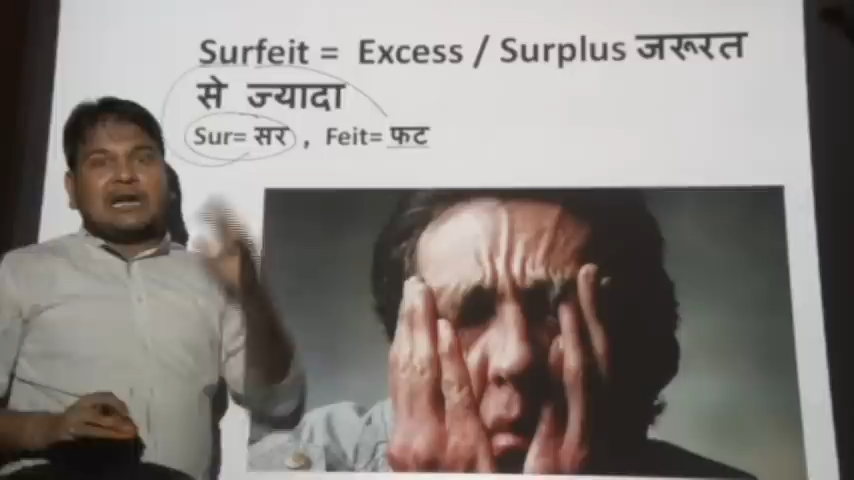 Surfeit = Excess / Surplus जरूरत
से ज्यादा
Sur= सर , Feit= फट